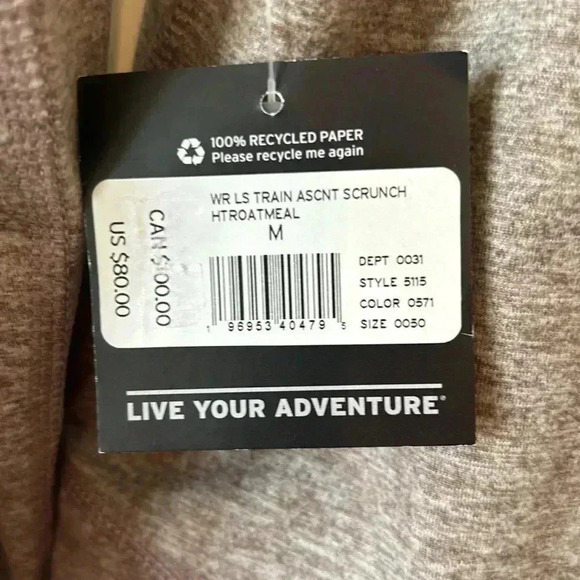 100% RECYCLED PAPER
Please recycle me again
WR LS TRAIN ASCNT SCRUNCH
HTROATMEAL
M
CAN $100.00
US $80.00
DEPT 0031
STYLE 5115
COLOR 0571
SIZE 0050
1 96953 40479 5
LIVE YOUR ADVENTURE®